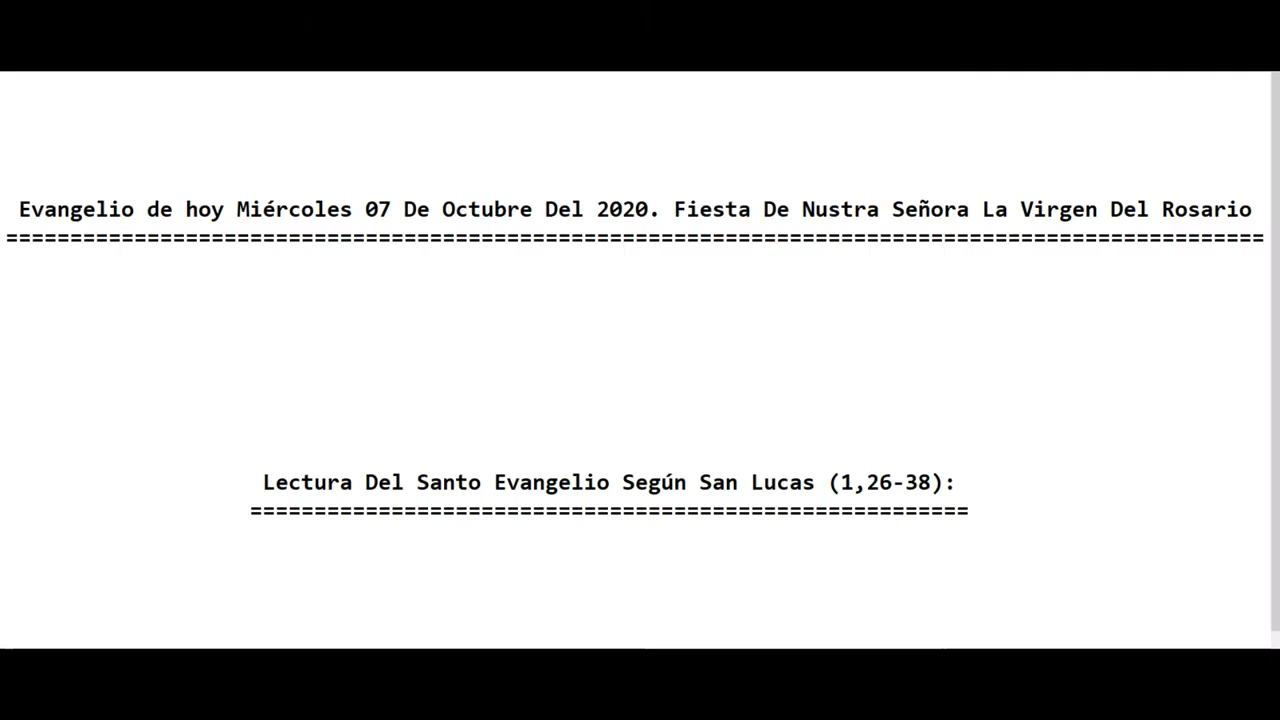 Evangelio de hoy Miércoles 07 De Octubre Del 2020. Fiesta De Nustra Señora La Virgen Del Rosario
==================================================================================================
Lectura Del Santo Evangelio Según San Lucas (1,26-38):
========================================================